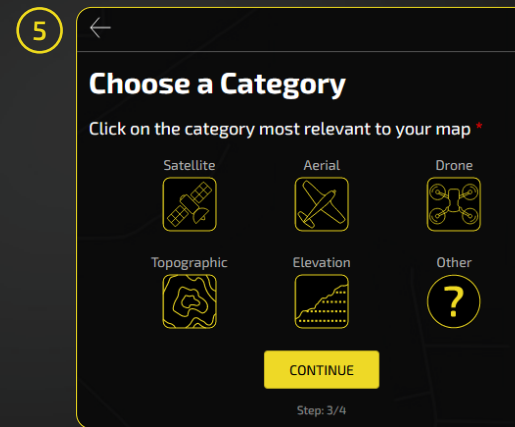 5
Choose a Category
Click on the category most relevant to your map *
Satellite Aerial Drone
Topographic Elevation Other
?
CONTINUE
Step: 3/4